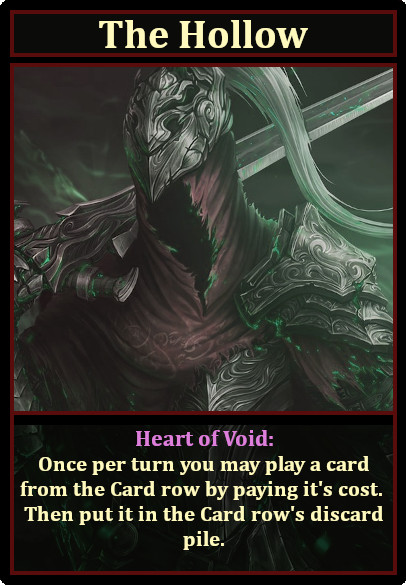 The Hollow
Heart of Void:
Once per turn you may play a card
from the Card row by paying it's cost.
Then put it in the Card row's discard
pile.